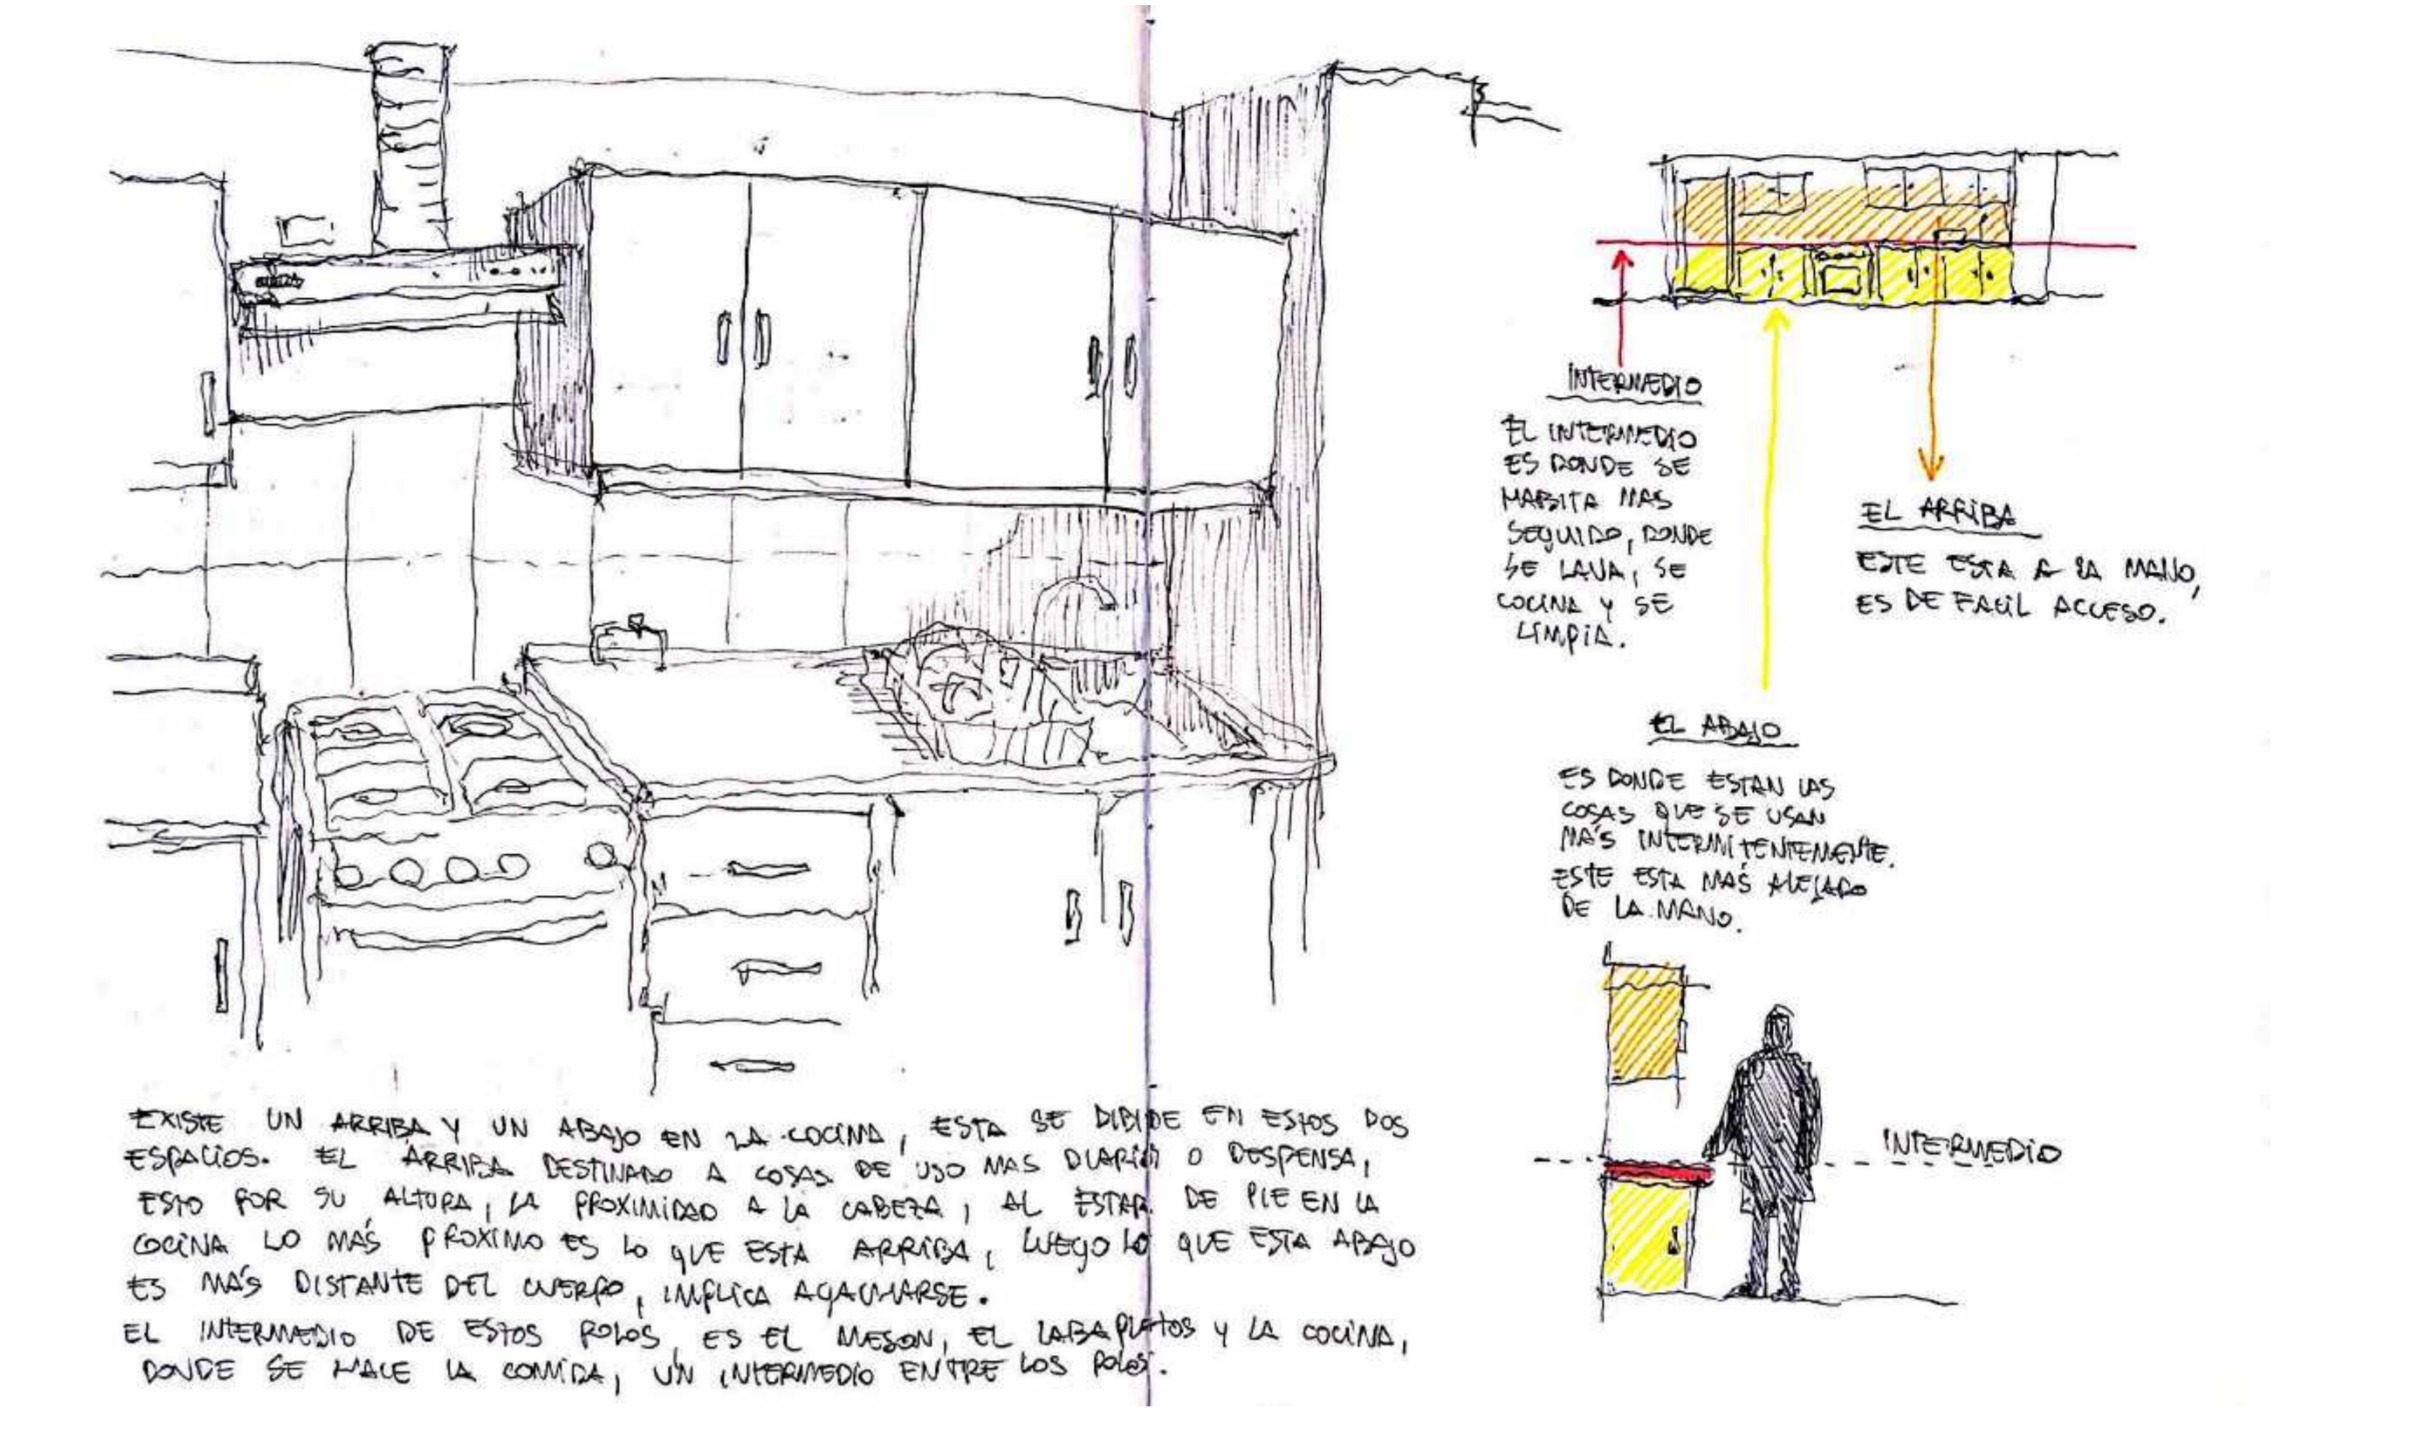 INTERMEDIO
EL INTERMEDIO
ES DONDE SE
HABITA MAS
SEGUIDO, DONDE
SE LAVA, SE
COCINA Y SE
LIMPIA.
EL ARRIBA
ESTE ESTA A LA MANO,
ES DE FACIL ACCESO.
EL ABAJO
ES DONDE ESTAN LAS
COSAS QUE SE USAN
MÁS INTERMITENTEMENTE.
ESTE ESTA MAS ALEJADO
DE LA MANO.
INTERMEDIO
EXISTE UN ARRIBA Y UN ABAJO EN LA COCINA, ESTA SE DIBIDE EN ESTOS DOS
ESPACIOS. EL ARRIBA DESTINADO A COSAS DE USO MAS DIARIO O DESPENSA,
ESTO POR SU ALTURA, LA PROXIMIDAD A LA CABEZA, AL ESTAR DE PIE EN LA
COCINA LO MÁS PROXIMO ES LO QUE ESTA ARRIBA, LUEGO LO QUE ESTA ABAJO
ES MÁS DISTANTE DEL CUERPO, IMPLICA AGACHARSE.
EL INTERMEDIO DE ESTOS POLOS, ES EL MESON, EL LABAPLATOS Y LA COCINA,
DONDE SE HACE LA COMIDA, UN INTERMEDIO ENTRE LOS POLOS.